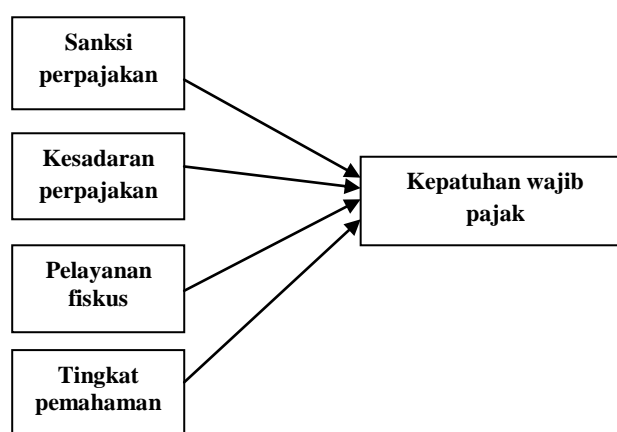 Sanksi
perpajakan
Kesadaran
perpajakan
Kepatuhan wajib
pajak
Pelayanan
fiskus
Tingkat
pemahaman